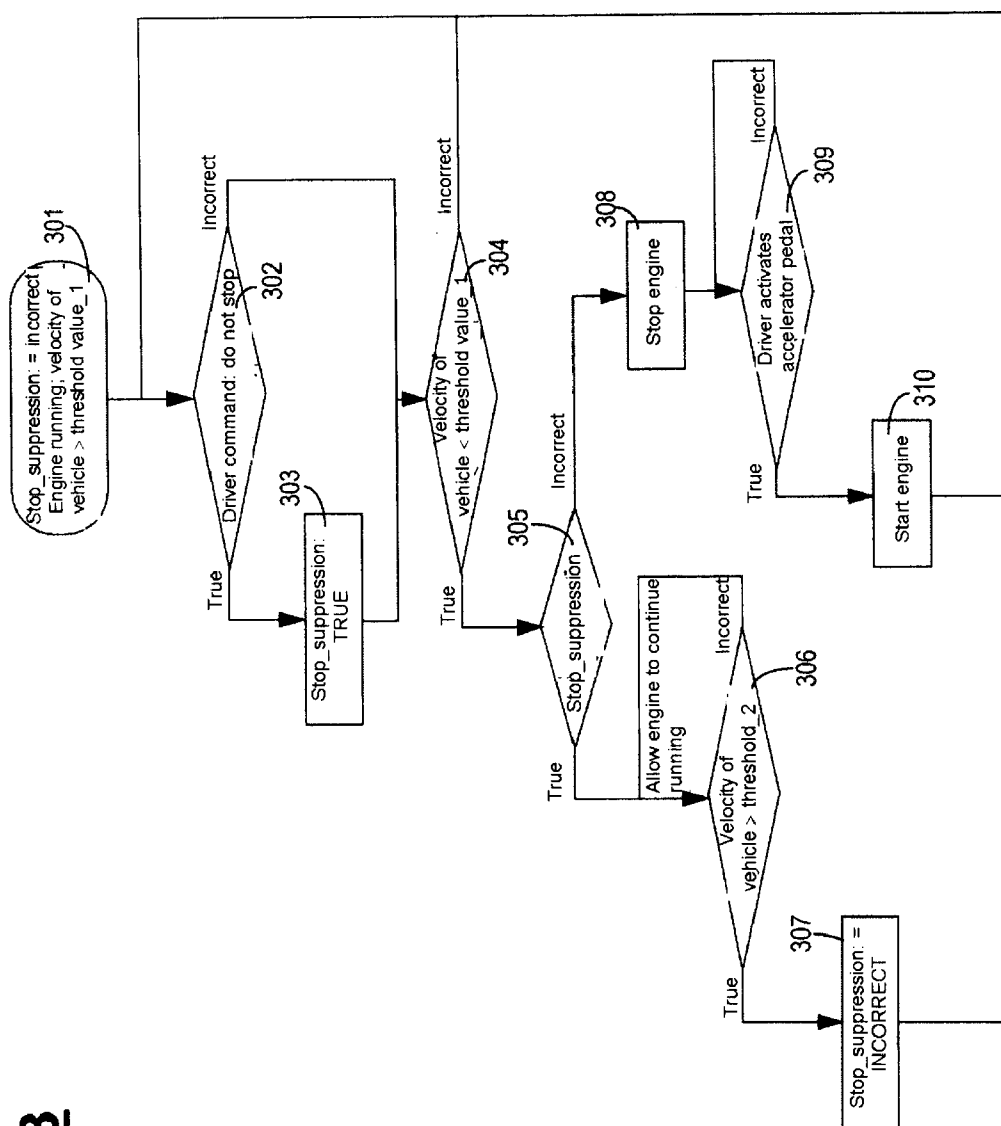 Stop_suppression: = incorrect
Engine running; velocity of
vehicle > threshold value_1
301
Driver command: do not stop
302
Incorrect
True
Stop_suppression:
TRUE
303
Velocity of
vehicle < threshold value_1
304
Incorrect
True
Stop_suppression
305
Incorrect
True
Stop engine
308
Allow engine to continue
running
Velocity of
vehicle > threshold_2
306
Incorrect
True
Driver activates
accelerator pedal
309
Incorrect
True
Start engine
310
Stop_suppression: =
INCORRECT
307
3